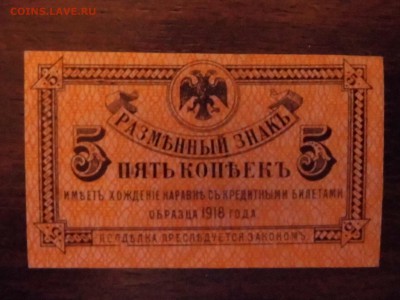 COINS.LAVE.RU
РАЗМѢННЫЙ ЗНАКЪ
5 5
ПЯТЬ КОПѢЕКЪ
ИМѢЕТЪ ХОЖДЕНІЕ НАРАВНѢ СЪ КРЕДИТНЫМИ БИЛЕТАМИ
ОБРАЗЦА 1918 ГОДА
ПОДДѢЛКА ПРЕСЛѢДУЕТСЯ ЗАКОНОМЪ